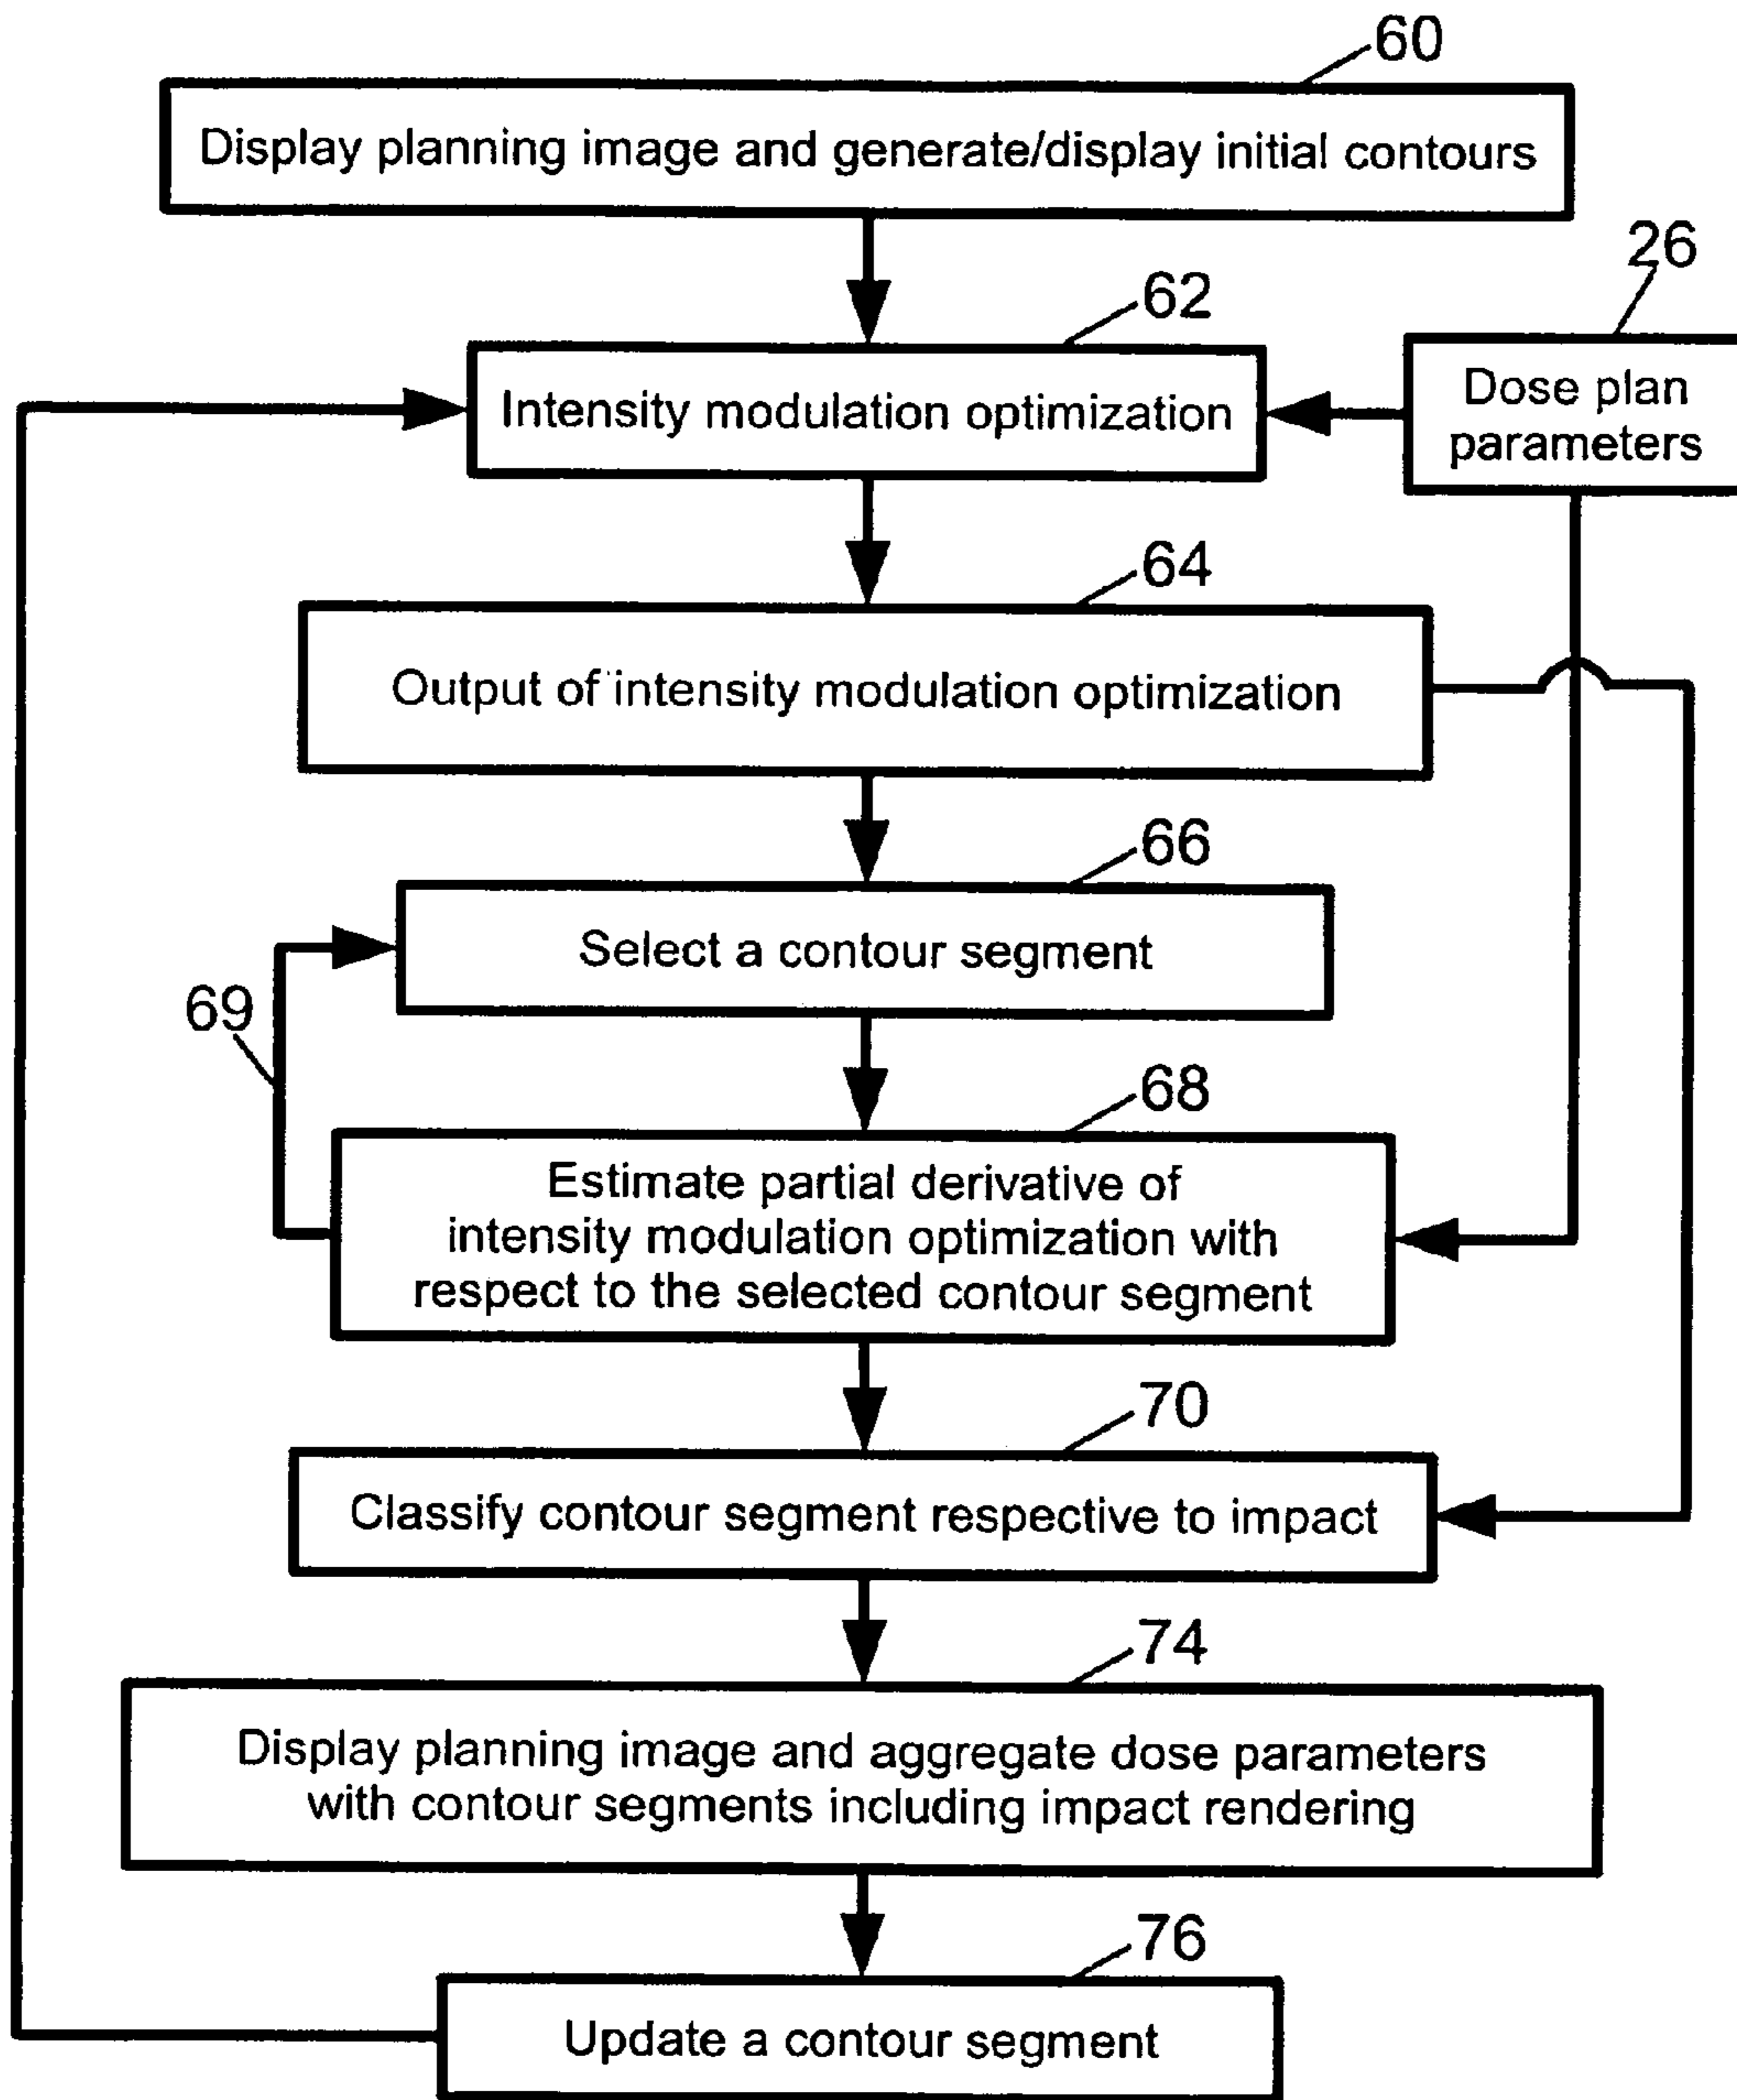 60
Display planning image and generate/display initial contours
26
62
Intensity modulation optimization
Dose plan
parameters
64
Output of intensity modulation optimization
66
Select a contour segment
69
68
Estimate partial derivative of
intensity modulation optimization with
respect to the selected contour segment
70
Classify contour segment respective to impact
74
Display planning image and aggregate dose parameters
with contour segments including impact rendering
76
Update a contour segment